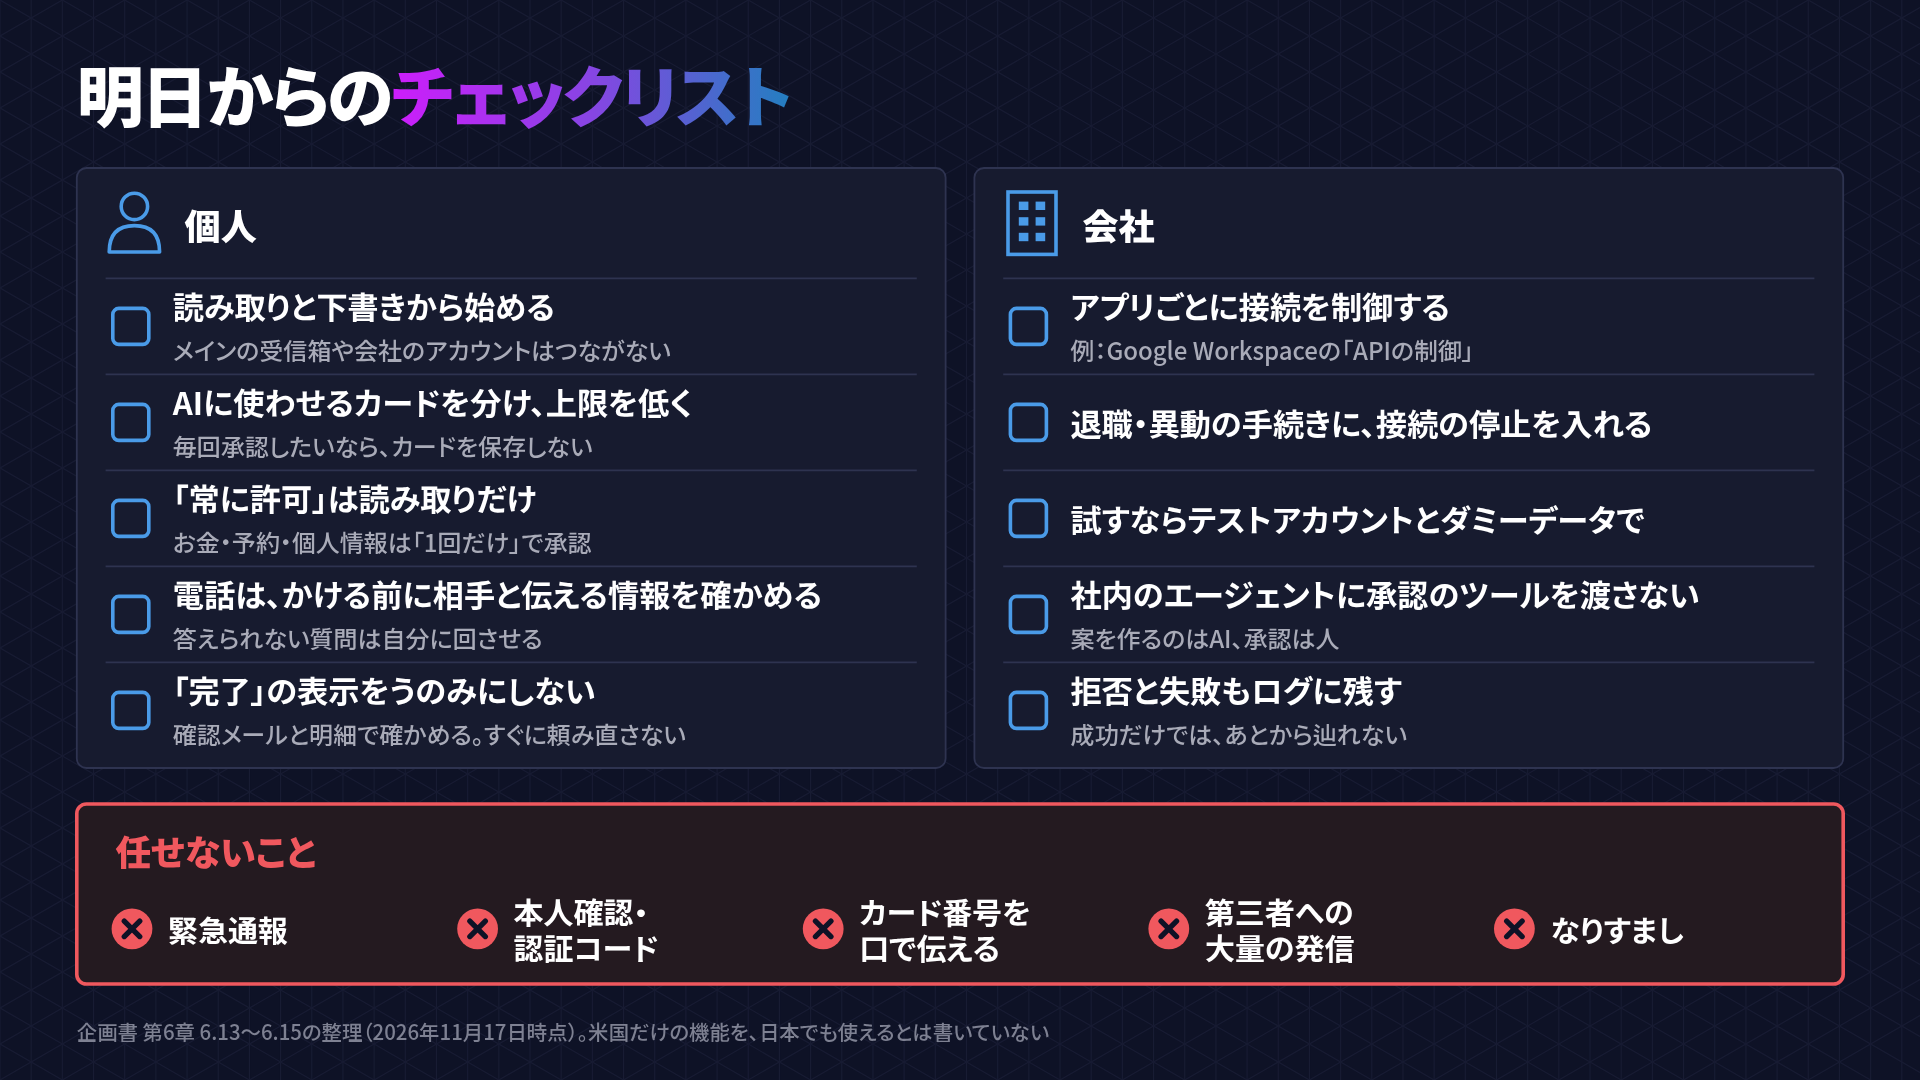 明日からのチェックリスト
個人
読み取りと下書きから始める
メインの受信箱や会社のアカウントはつながない
AIに使わせるカードを分け、上限を低く
毎回承認したいなら、カードを保存しない
「常に許可」は読み取りだけ
お金・予約・個人情報は「1回だけ」で承認
電話は、かける前に相手と伝える情報を確かめる
答えられない質問は自分に回させる
「完了」の表示をうのみにしない
確認メールと明細で確かめる。すぐに頼み直さない
会社
アプリごとに接続を制御する
例：Google Workspaceの「APIの制御」
退職・異動の手続きに、接続の停止を入れる
試すならテストアカウントとダミーデータで
社内のエージェントに承認のツールを渡さない
案を作るのはAI、承認は人
拒否と失敗もログに残す
成功だけでは、あとから辿れない
任せないこと
緊急通報
本人確認・
認証コード
カード番号を
口で伝える
第三者への
大量の発信
なりすまし
企画書 第6章 6.13〜6.15の整理（2026年11月17日時点）。米国だけの機能を、日本でも使えるとは書いていない